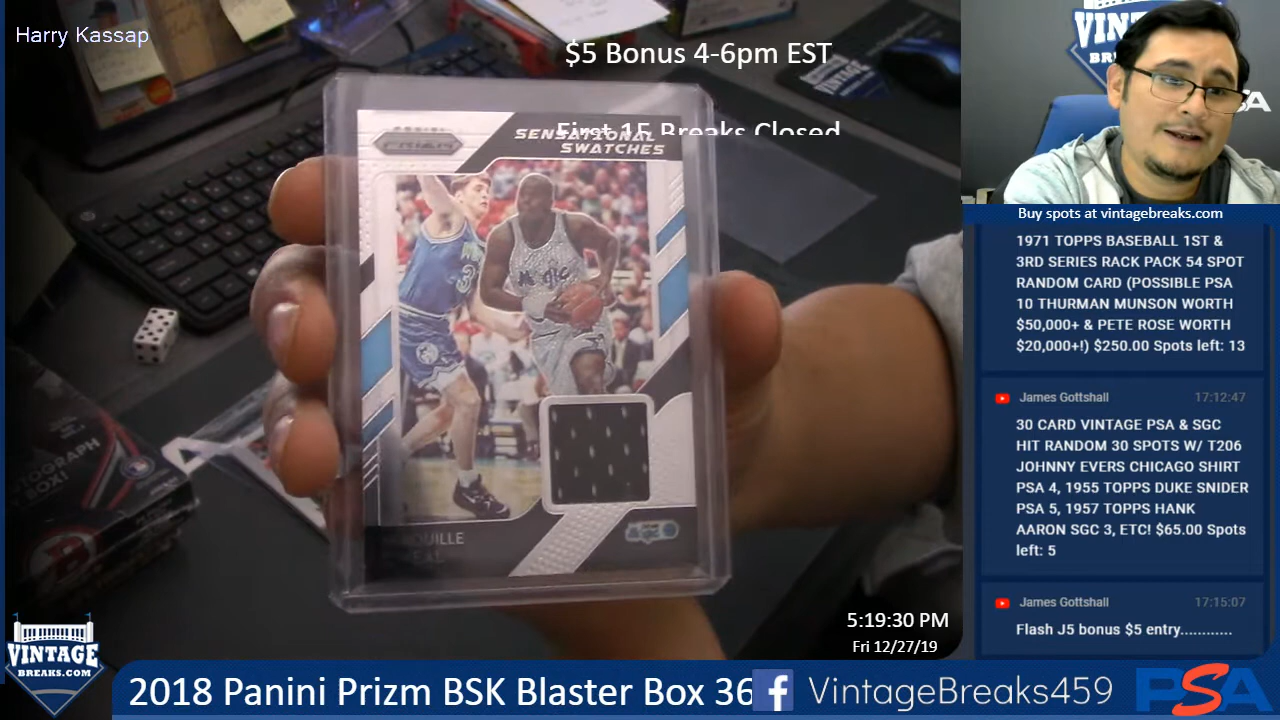 Harry Kassap
$5 Bonus 4-6pm EST
First 15 Breaks Closed
PRIZM
SENSATIONAL
SWATCHES
MAGIC
3
VINTAGE
BREAKS.COM
5:19:30 PM
Fri 12/27/19
2018 Panini Prizm BSK Blaster Box 36
f VintageBreaks459
PSA
Buy spots at vintagebreaks.com
1971 TOPPS BASEBALL 1ST &
3RD SERIES RACK PACK 54 SPOT
RANDOM CARD (POSSIBLE PSA
10 THURMAN MUNSON WORTH
$50,000+ & PETE ROSE WORTH
$20,000+!) $250.00 Spots left: 13
James Gottshall 17:12:47
30 CARD VINTAGE PSA & SGC
HIT RANDOM 30 SPOTS W/ T206
JOHNNY EVERS CHICAGO SHIRT
PSA 4, 1955 TOPPS DUKE SNIDER
PSA 5, 1957 TOPPS HANK
AARON SGC 3, ETC! $65.00 Spots
left: 5
James Gottshall 17:15:07
Flash J5 bonus $5 entry............